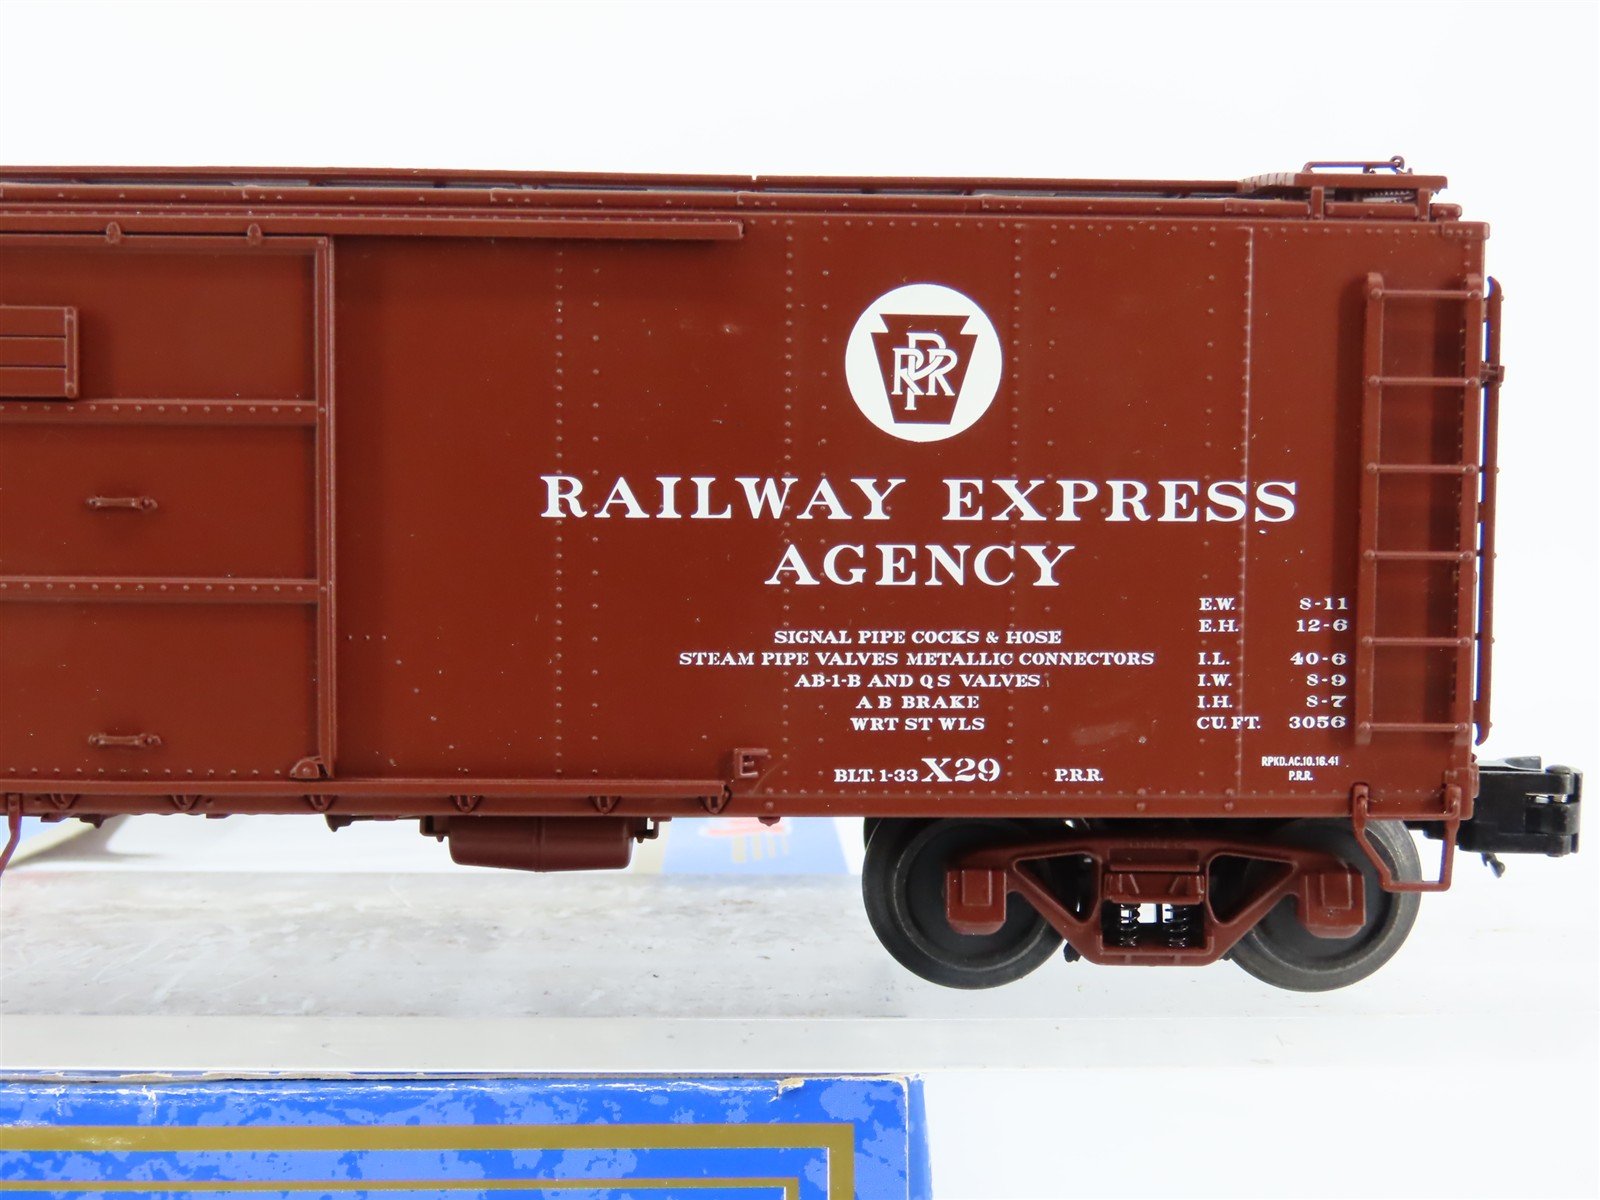 PRR
RAILWAY EXPRESS
AGENCY
SIGNAL PIPE COCKS & HOSE
STEAM PIPE VALVES METALLIC CONNECTORS
AB-1-B AND Q S VALVES
A B BRAKE
WRT ST WLS
E.W. 8-11
E.H. 12-6
I.L. 40-6
I.W. 8-9
I.H. 8-7
CU. FT. 3056
BLT. 1-33 X29 P.R.R.
RPKD.AC.10.16.41
P.R.R.
E